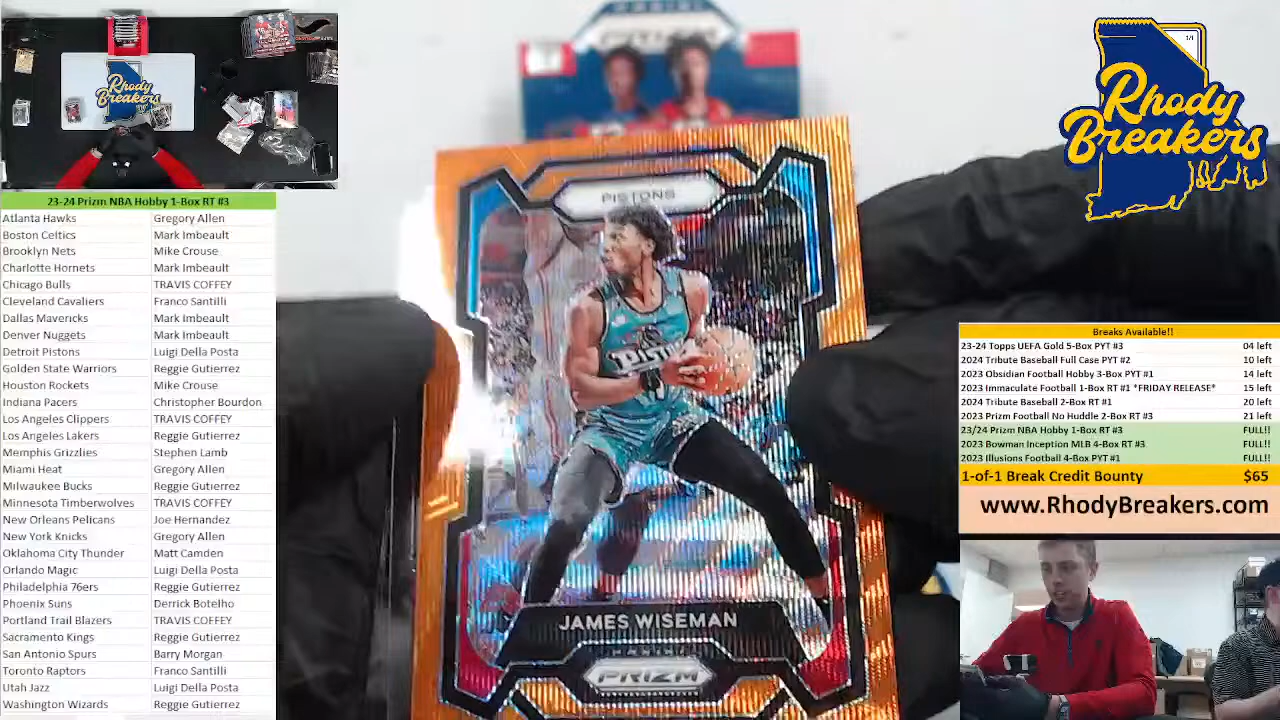 Rhody
Breakers
23-24 Prizm NBA Hobby 1-Box RT #3
Atlanta Hawks Gregory Allen
Boston Celtics Mark Imbeault
Brooklyn Nets Mike Crouse
Charlotte Hornets Mark Imbeault
Chicago Bulls TRAVIS COFFEY
Cleveland Cavaliers Franco Santilli
Dallas Mavericks Mark Imbeault
Denver Nuggets Mark Imbeault
Detroit Pistons Luigi Della Posta
Golden State Warriors Reggie Gutierrez
Houston Rockets Mike Crouse
Indiana Pacers Christopher Bourdon
Los Angeles Clippers TRAVIS COFFEY
Los Angeles Lakers Reggie Gutierrez
Memphis Grizzlies Stephen Lamb
Miami Heat Gregory Allen
Milwaukee Bucks Reggie Gutierrez
Minnesota Timberwolves TRAVIS COFFEY
New Orleans Pelicans Joe Hernandez
New York Knicks Gregory Allen
Oklahoma City Thunder Matt Camden
Orlando Magic Luigi Della Posta
Philadelphia 76ers Reggie Gutierrez
Phoenix Suns Derrick Botelho
Portland Trail Blazers TRAVIS COFFEY
Sacramento Kings Reggie Gutierrez
San Antonio Spurs Barry Morgan
Toronto Raptors Franco Santilli
Utah Jazz Luigi Della Posta
Washington Wizards Reggie Gutierrez
PISTONS
PISTONS
JAMES WISEMAN
PANINI
PRIZM
1/1
Rhody
Breakers
Breaks Available!!
23-24 Topps UEFA Gold 5-Box PYT #3 04 left
2024 Tribute Baseball Full Case PYT #2 10 left
2023 Obsidian Football Hobby 3-Box PYT #1 14 left
2023 Immaculate Football 1-Box RT #1 *FRIDAY RELEASE* 15 left
2024 Tribute Baseball 2-Box RT #1 20 left
2023 Prizm Football No Huddle 2-Box RT #3 21 left
23/24 Prizm NBA Hobby 1-Box RT #3 FULL!!
2023 Bowman Inception MLB 4-Box RT #3 FULL!!
2023 Illusions Football 4-Box PYT #1 FULL!!
1-of-1 Break Credit Bounty $65
www.RhodyBreakers.com